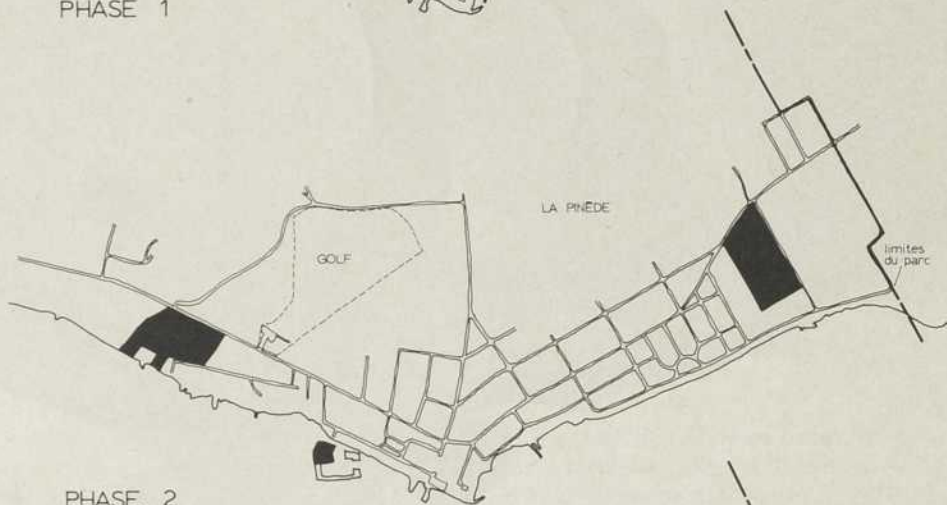 PHASE 1
LA PINÈDE
GOLF
limites
du parc
PHASE 2